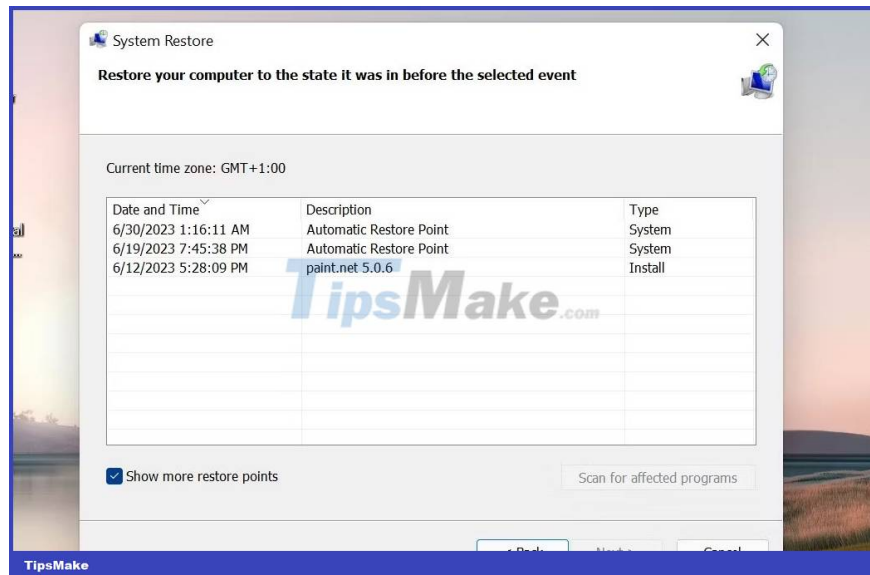 System Restore
Restore your computer to the state it was in before the selected event
Current time zone: GMT+1:00
Date and Time Description Type
6/30/2023 1:16:11 AM Automatic Restore Point System
6/19/2023 7:45:38 PM Automatic Restore Point System
6/12/2023 5:28:09 PM paint.net 5.0.6 Install
TipsMake.com
Show more restore points
Scan for affected programs
< Back Next > Cancel
TipsMake